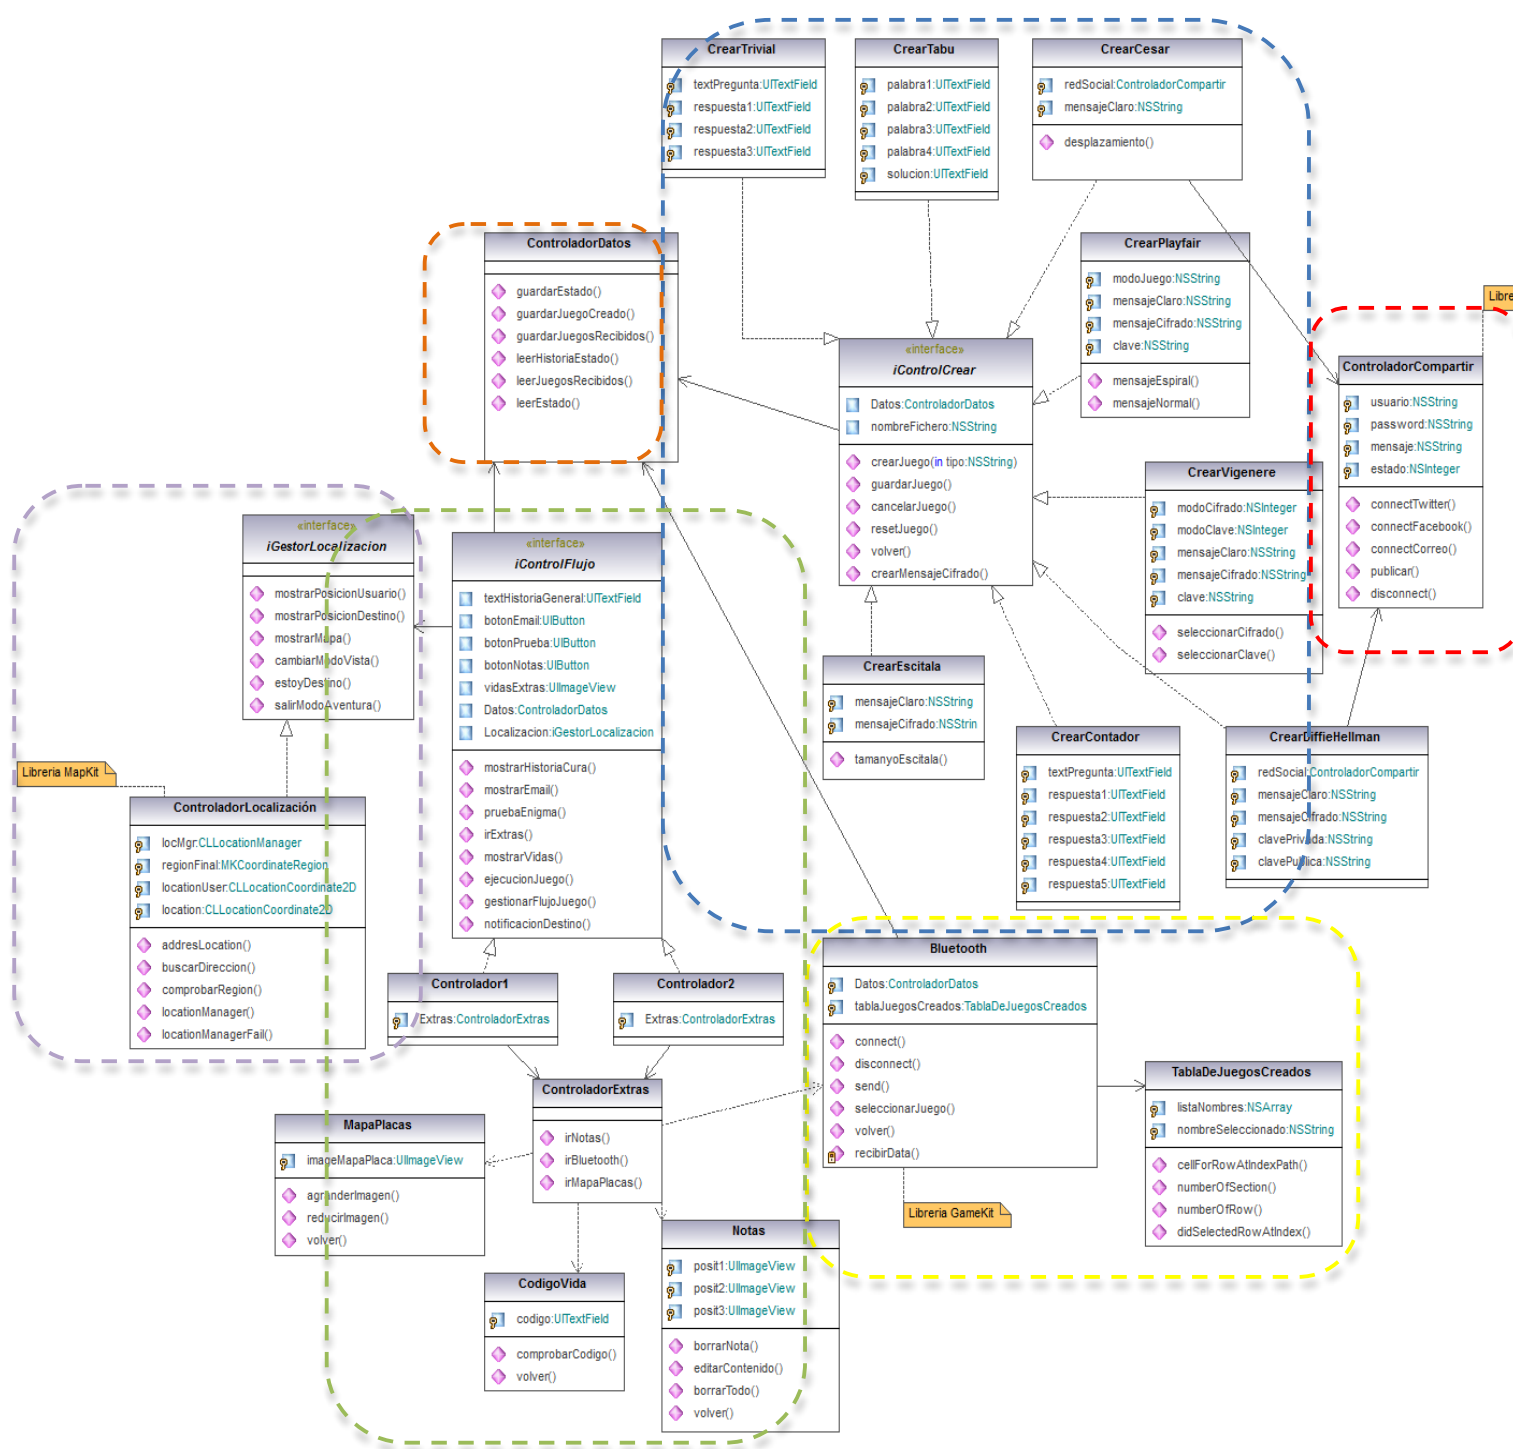 CrearTrivial
textPregunta:UITextField
respuesta1:UITextField
respuesta2:UITextField
respuesta3:UITextField
CrearTabu
palabra1:UITextField
palabra2:UITextField
palabra3:UITextField
palabra4:UITextField
solucion:UITextField
CrearCesar
redSocial:ControladorCompartir
mensajeClaro:NSString
desplazamiento()
ControladorDatos
guardarEstado()
guardarJuegoCreado()
guardarJuegosRecibidos()
leerHistoriaEstado()
leerJuegosRecibidos()
leerEstado()
CrearPlayfair
modoJuego:NSString
mensajeClaro:NSString
mensajeCifrado:NSString
clave:NSString
mensajeEspiral()
mensajeNormal()
Libre
«interface»
iControlCrear
Datos:ControladorDatos
nombreFichero:NSString
crearJuego(in tipo:NSString)
guardarJuego()
cancelarJuego()
resetJuego()
volver()
crearMensajeCifrado()
ControladorCompartir
usuario:NSString
password:NSString
mensaje:NSString
estado:NSInteger
connectTwitter()
connectFacebook()
connectCorreo()
publicar()
disconnect()
CrearVigenere
modoCifrado:NSInteger
modoClave:NSInteger
mensajeClaro:NSString
mensajeCifrado:NSString
clave:NSString
seleccionarCifrado()
seleccionarClave()
«interface»
iGestorLocalizacion
mostrarPosicionUsuario()
mostrarPosicionDestino()
mostrarMapa()
cambiarModoVista()
estoyDestino()
salirModoAventura()
«interface»
iControlFlujo
textHistoriaGeneral:UITextField
botonEmail:UIButton
botonPrueba:UIButton
botonNotas:UIButton
vidasExtras:UIImageView
Datos:ControladorDatos
Localizacion:iGestorLocalizacion
mostrarHistoriaCura()
mostrarEmail()
pruebaEnigma()
irExtras()
mostrarVidas()
ejecucionJuego()
gestionarFlujoJuego()
notificacionDestino()
CrearEscitala
mensajeClaro:NSString
mensajeCifrado:NSStrin
tamanyoEscitala()
CrearContador
textPregunta:UITextField
respuesta1:UITextField
respuesta2:UITextField
respuesta3:UITextField
respuesta4:UITextField
respuesta5:UITextField
CrearDiffieHellman
redSocial:ControladorCompartir
mensajeClaro:NSString
mensajeCifrado:NSString
clavePrivada:NSString
clavePublica:NSString
Libreria MapKit
ControladorLocalización
locMgr:CLLocationManager
regionFinal:MKCoordinateRegion
locationUser:CLLocationCoordinate2D
location:CLLocationCoordinate2D
addresLocation()
buscarDireccion()
comprobarRegion()
locationManager()
locationManagerFail()
Controlador1
Extras:ControladorExtras
Controlador2
Extras:ControladorExtras
Bluetooth
Datos:ControladorDatos
tablaJuegosCreados:TablaDeJuegosCreados
connect()
disconnect()
send()
seleccionarJuego()
volver()
recibirData()
Libreria GameKit
TablaDeJuegosCreados
listaNombres:NSArray
nombreSeleccionado:NSString
cellForRowAtIndexPath()
numberOfSection()
numberOfRow()
didSelectedRowAtIndex()
ControladorExtras
irNotas()
irBluetooth()
irMapaPlacas()
MapaPlacas
imageMapaPlaca:UIImageView
agranderImagen()
reducirImagen()
volver()
CodigoVida
codigo:UITextField
comprobarCodigo()
volver()
Notas
posit1:UIImageView
posit2:UIImageView
posit3:UIImageView
borrarNota()
editarContenido()
borrarTodo()
volver()